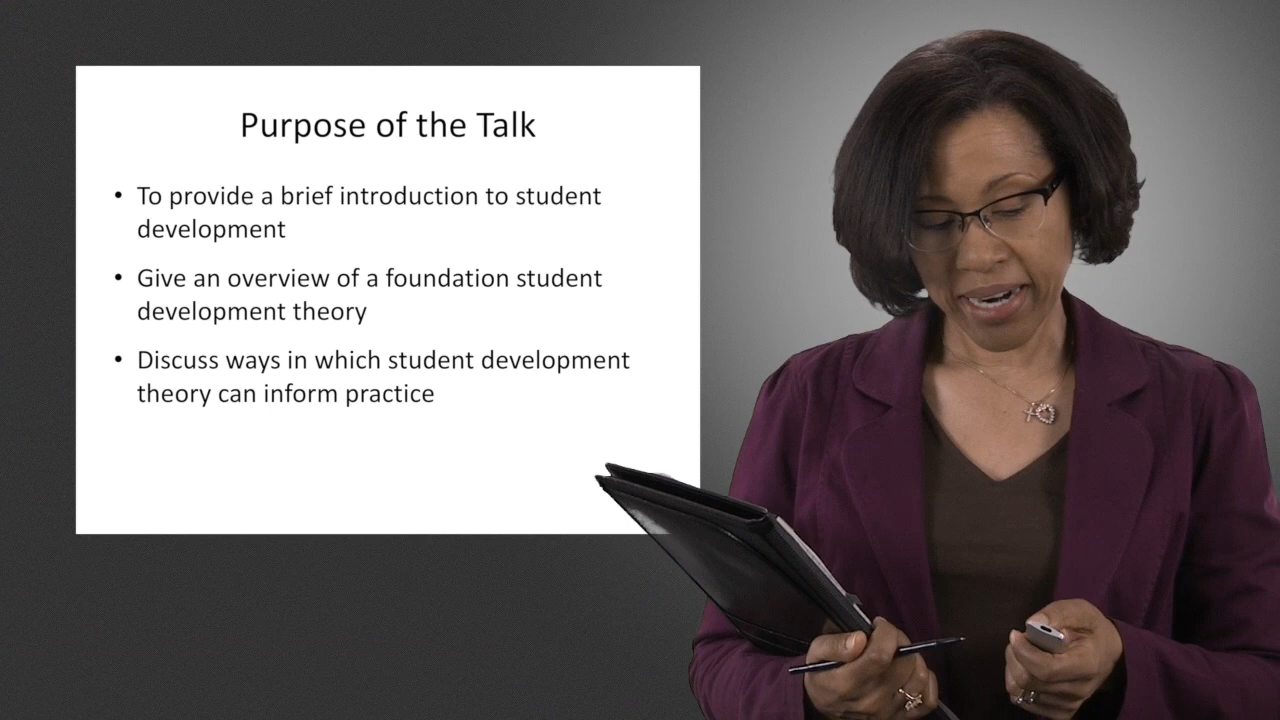 Purpose of the Talk
• To provide a brief introduction to student
development
• Give an overview of a foundation student
development theory
• Discuss ways in which student development
theory can inform practice